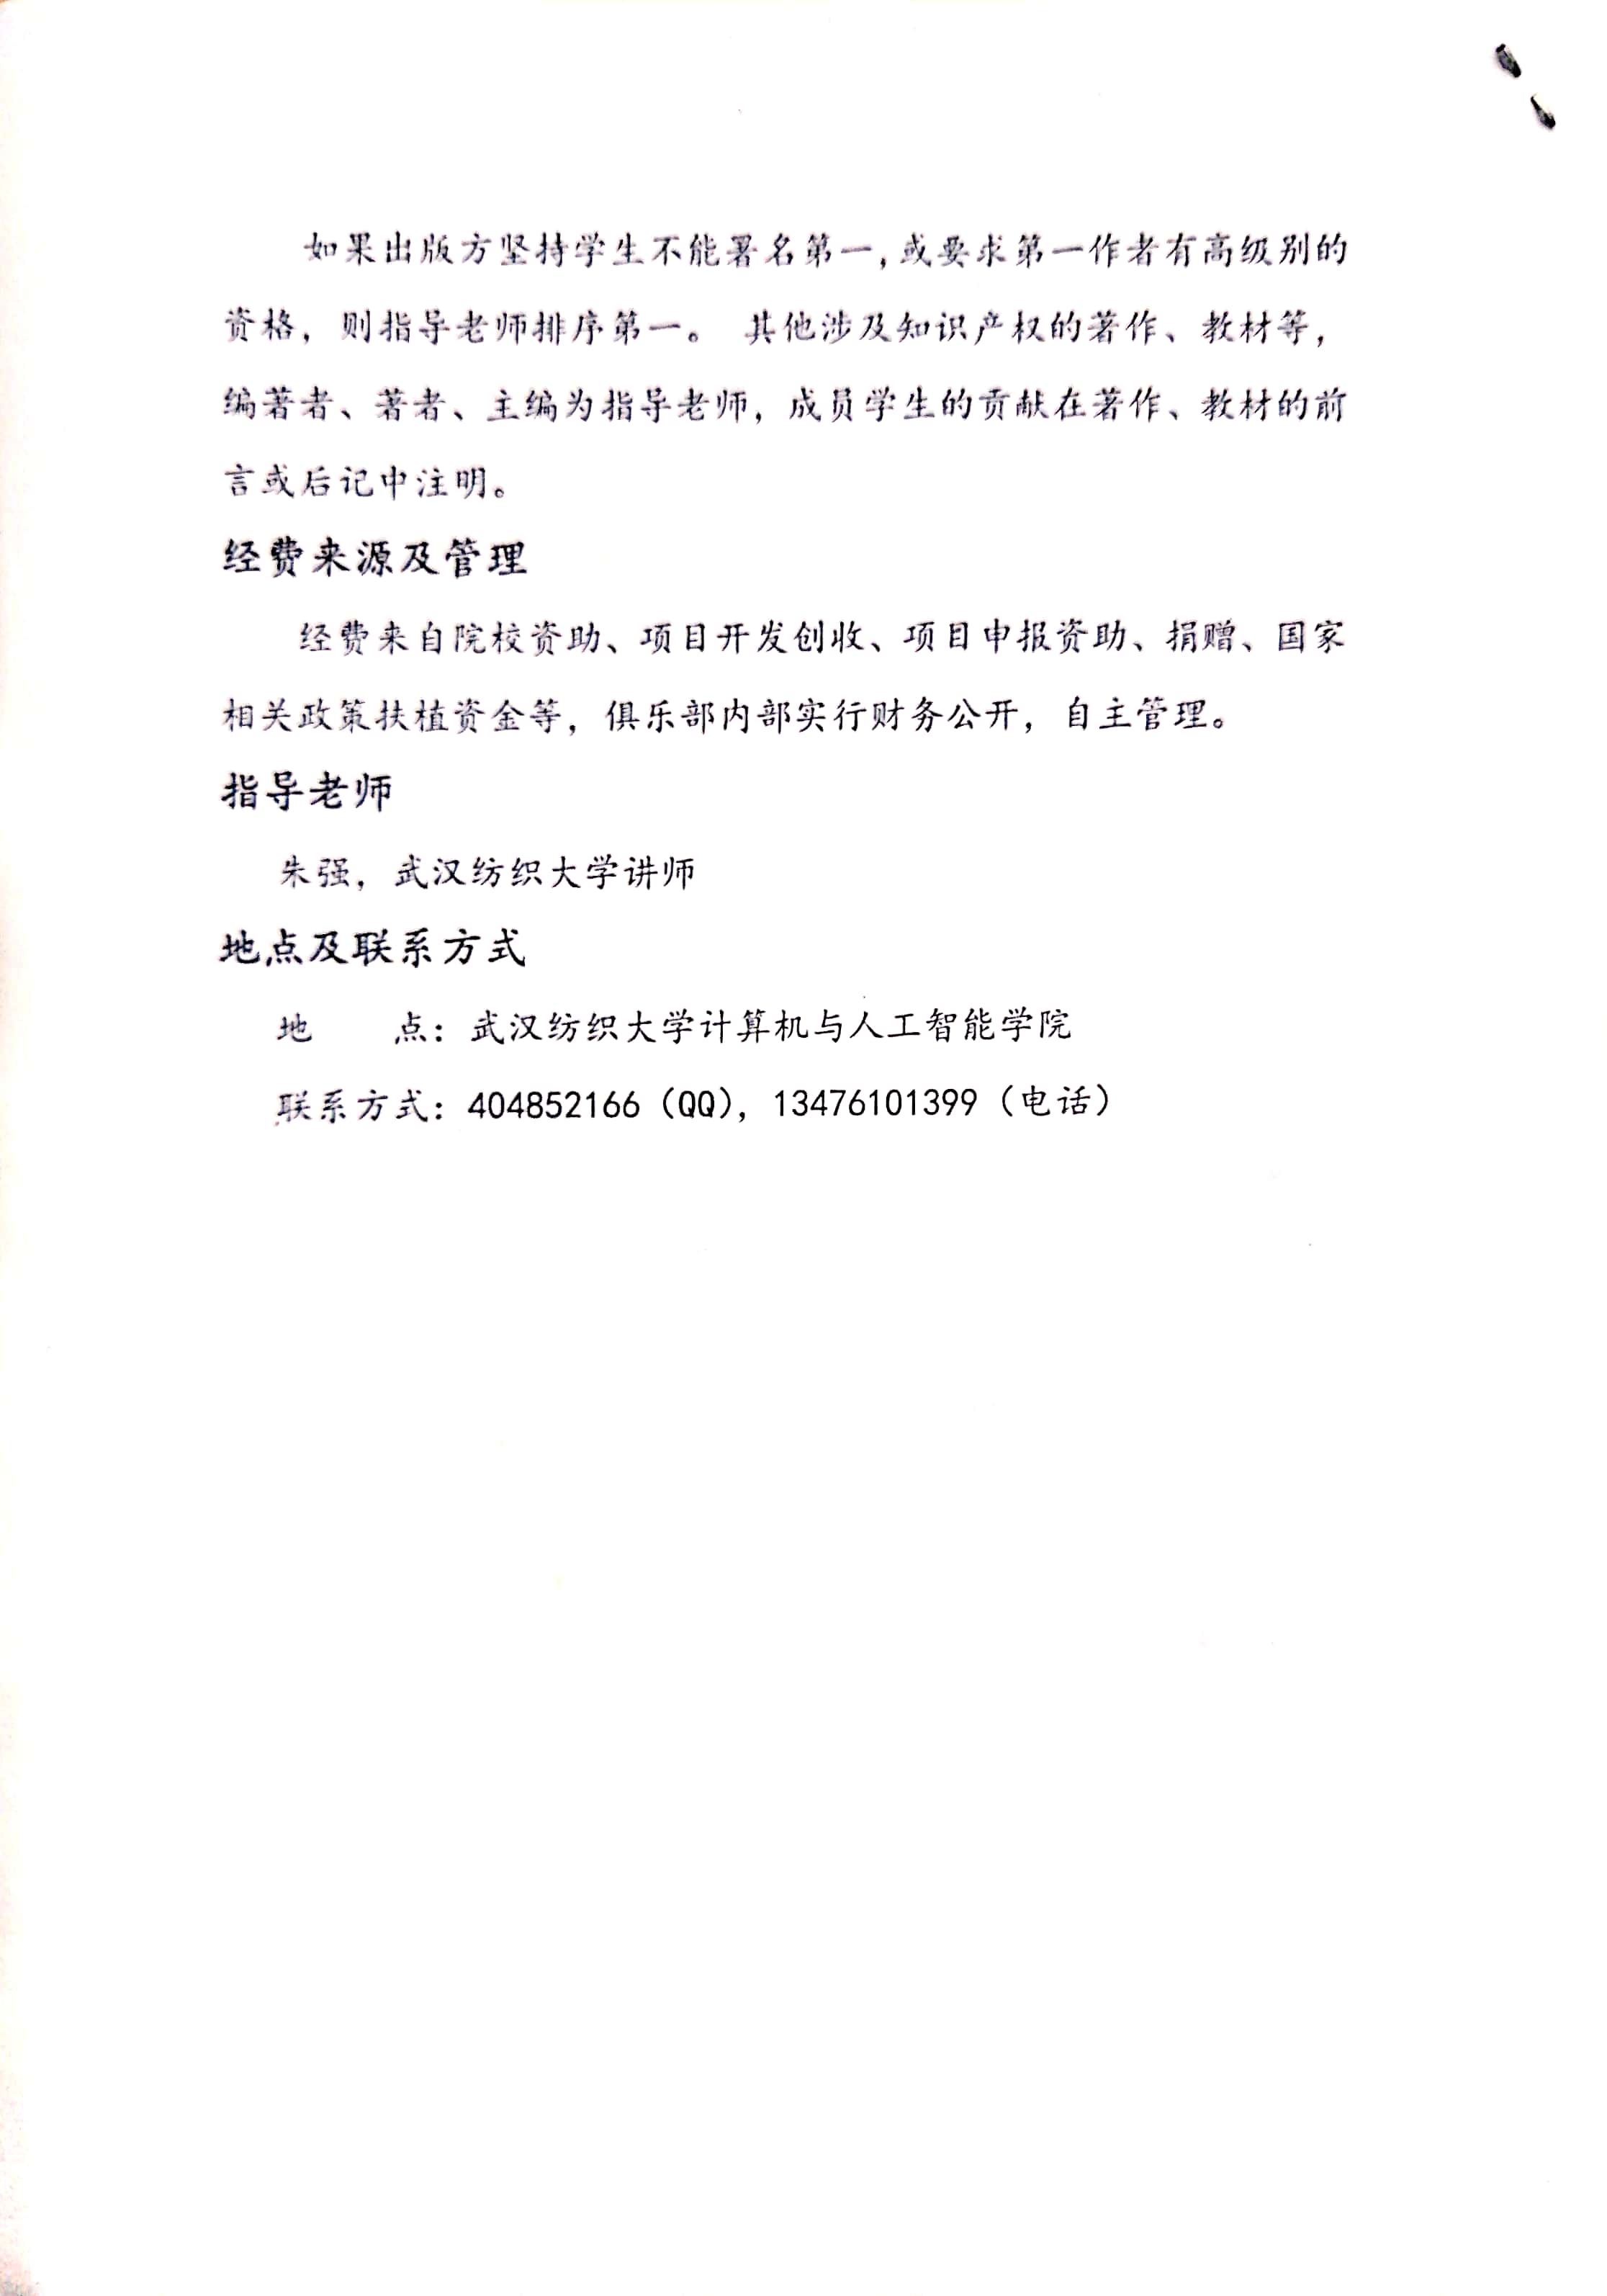 如果出版方坚持学生不能署名第一,或要求第一作者有高级别的
资格，则指导老师排序第一。 其他涉及知识产权的著作、教材等，
编著者、著者、主编为指导老师，成员学生的贡献在著作、教材的前
言或后记中注明。
经费来源及管理
经费来自院校资助、项目开发创收、项目申报资助、捐赠、国家
相关政策扶植资金等，俱乐部内部实行财务公开，自主管理。
指导老师
朱强，武汉纺织大学讲师
地点及联系方式
地　　点：武汉纺织大学计算机与人工智能学院
联系方式：404852166（QQ），13476101399（电话）